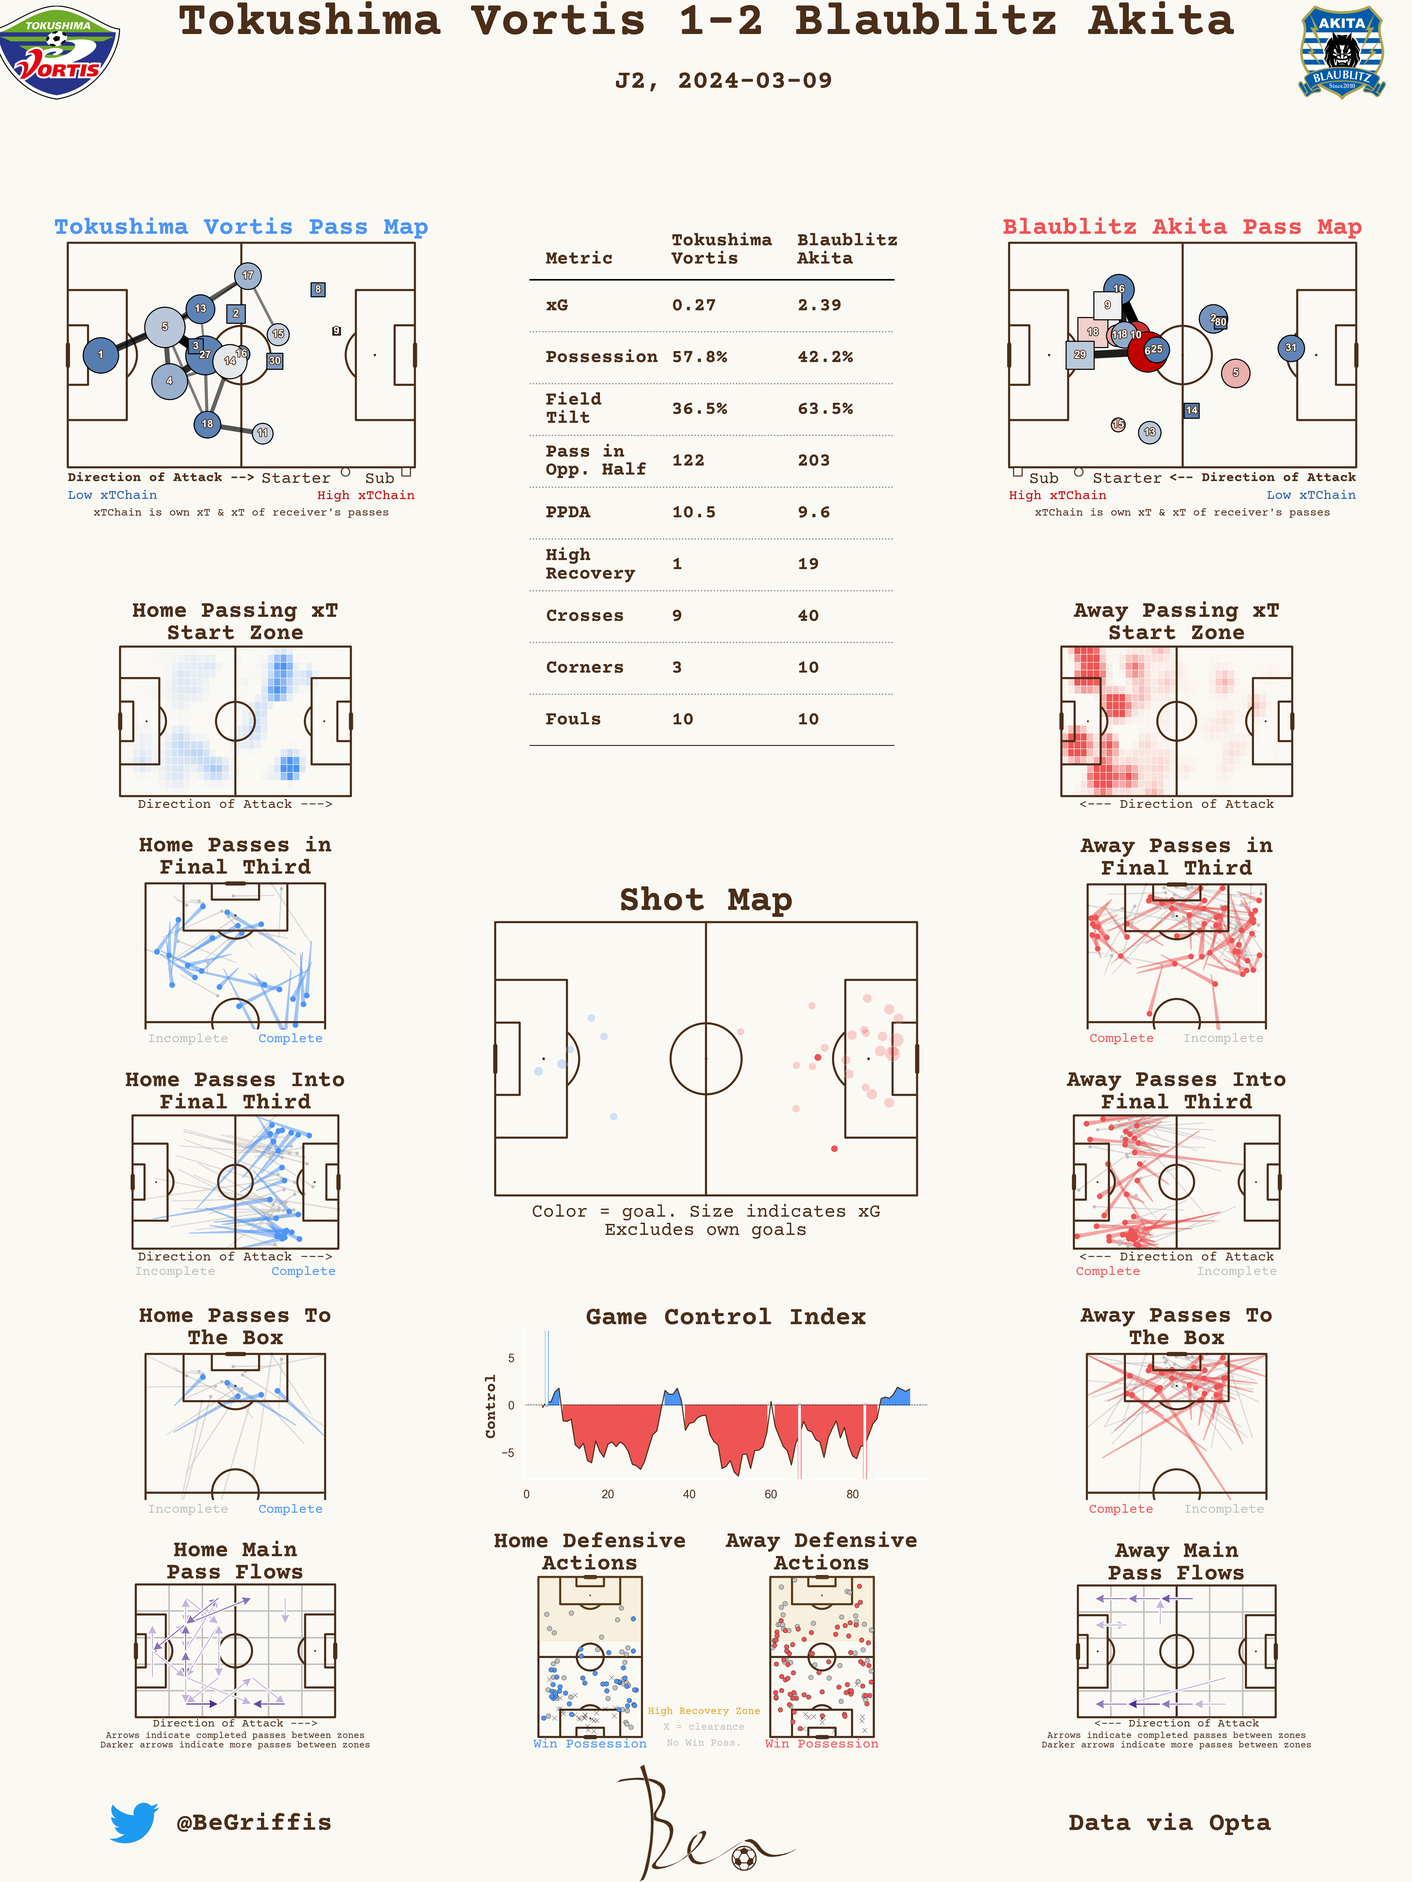 Tokushima Vortis 1-2 Blaublitz Akita
J2, 2024-03-09
TOKUSHIMA
VORTIS
AKITA
BLAUBLITZ
Since2010
Tokushima Vortis Pass Map
17
8
13
2
5
9
15
3
1
27
16
14
30
4
18
11
Direction of Attack --> Starter Sub
Low xTChain High xTChain
xTChain is own xT & xT of receiver's passes
Metric Tokushima Vortis Blaublitz Akita
xG 0.27 2.39
Possession 57.8% 42.2%
Field Tilt 36.5% 63.5%
Pass in Opp. Half 122 203
PPDA 10.5 9.6
High Recovery 1 19
Crosses 9 40
Corners 3 10
Fouls 10 10
Blaublitz Akita Pass Map
16
9
2
80
18
11
8
10
29
6
25
31
5
14
15
13
Sub Starter <-- Direction of Attack
High xTChain Low xTChain
xTChain is own xT & xT of receiver's passes
Home Passing xT
Start Zone
Direction of Attack --->
Away Passing xT
Start Zone
<--- Direction of Attack
Home Passes in
Final Third
Incomplete Complete
Away Passes in
Final Third
Complete Incomplete
Shot Map
Color = goal. Size indicates xG
Excludes own goals
Home Passes Into
Final Third
Direction of Attack --->
Incomplete Complete
Away Passes Into
Final Third
<--- Direction of Attack
Complete Incomplete
Home Passes To
The Box
Incomplete Complete
Game Control Index
Control
5
0
−5
0 20 40 60 80
Away Passes To
The Box
Complete Incomplete
Home Main
Pass Flows
Direction of Attack --->
Arrows indicate completed passes between zones
Darker arrows indicate more passes between zones
Home Defensive
Actions
Win Possession
High Recovery Zone
X = clearance
No Win Poss.
Away Defensive
Actions
Win Possession
Away Main
Pass Flows
<--- Direction of Attack
Arrows indicate completed passes between zones
Darker arrows indicate more passes between zones
@BeGriffis
Ben
Data via Opta